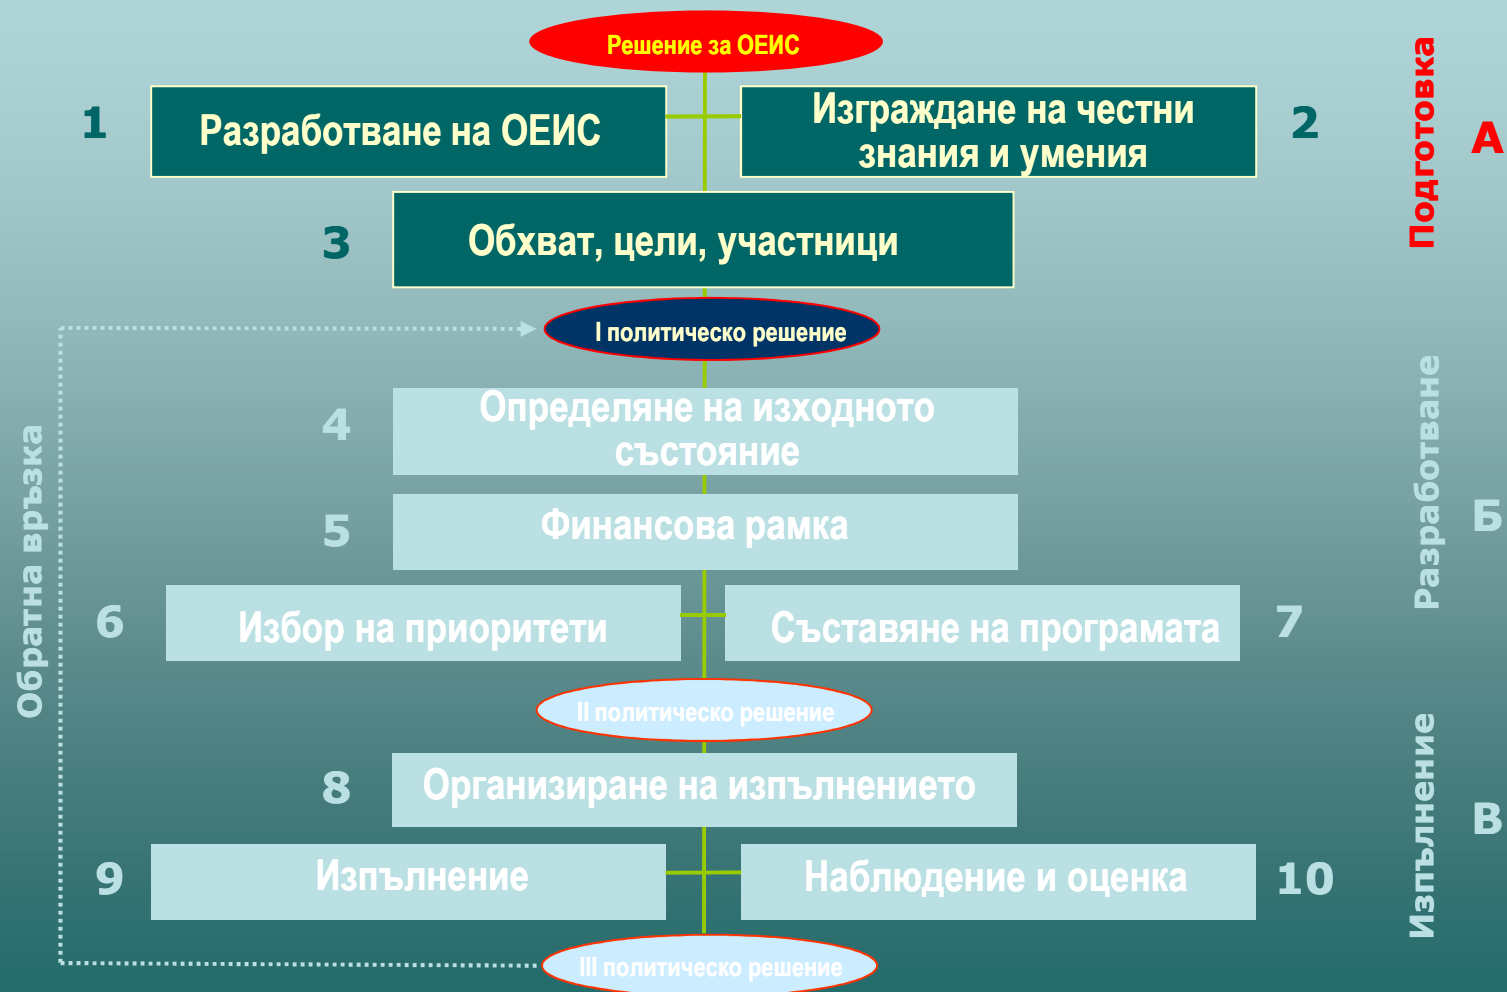 Решение за ОЕИС
1
Разработване на ОЕИС
Изграждане на честни
знания и умения
2
3
Обхват, цели, участници
Подготовка
А
I политическо решение
4
Определяне на изходното
състояние
5
Финансова рамка
6
Избор на приоритети
Съставяне на програмата
7
Разработване
Б
Обратна връзка
II политическо решение
8
Организиране на изпълнението
9
Изпълнение
Наблюдение и оценка
10
Изпълнение
В
III политическо решение